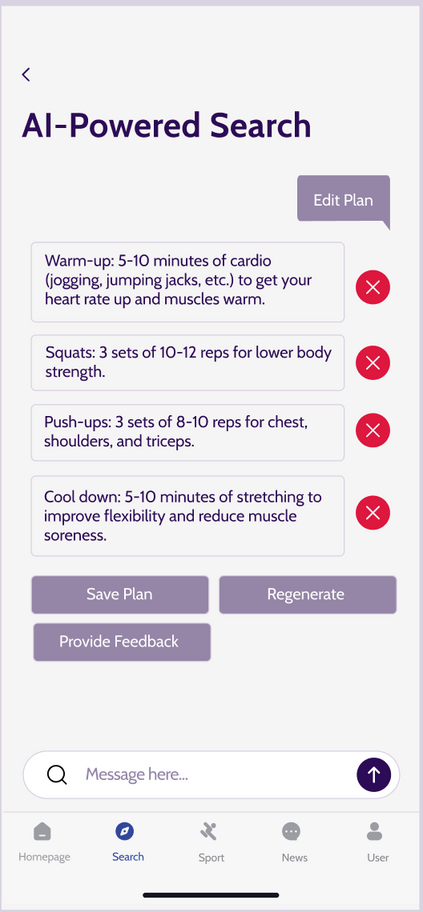 AI-Powered Search
Edit Plan
Warm-up: 5-10 minutes of cardio
(jogging, jumping jacks, etc.) to get your
heart rate up and muscles warm.
Squats: 3 sets of 10-12 reps for lower body
strength.
Push-ups: 3 sets of 8-10 reps for chest,
shoulders, and triceps.
Cool down: 5-10 minutes of stretching to
improve flexibility and reduce muscle
soreness.
Save Plan
Regenerate
Provide Feedback
Message here...
Homepage
Search
Sport
News
User